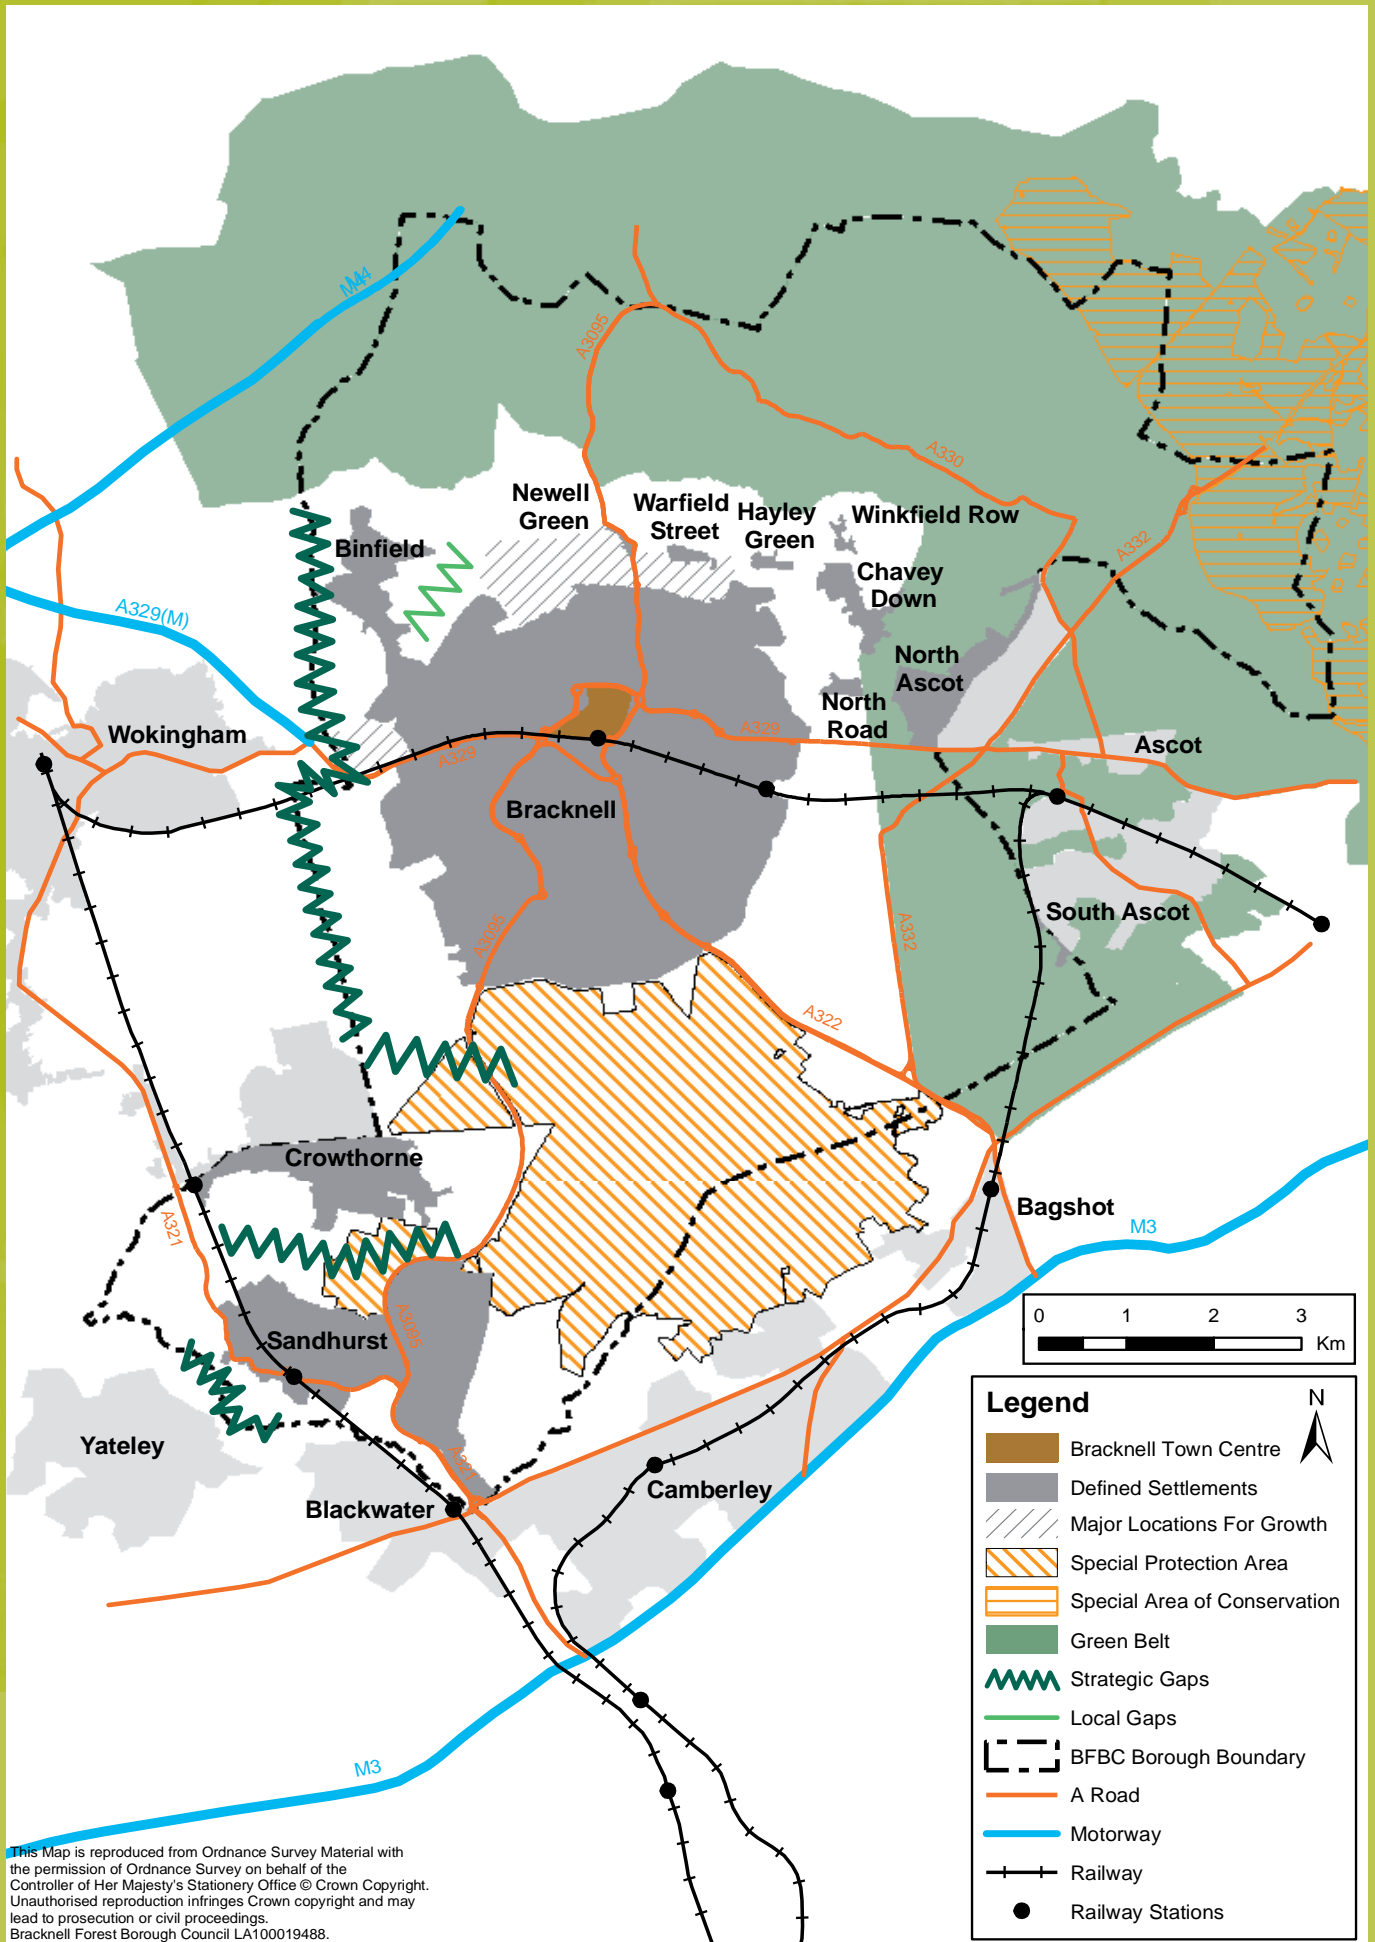 M4
A3095
A330
Newell
Green
Warfield
Street
Hayley
Green
Winkfield Row
Binfield
A332
Chavey
Down
A329(M)
North
Ascot
North
Road
Wokingham
A329
A329
Ascot
Bracknell
A3095
A332
South Ascot
A322
Crowthorne
A321
Bagshot
M3
Sandhurst
A3095
Yateley
A321
Camberley
Blackwater
M3
0 1 2 3
Km
Legend
N
Bracknell Town Centre
Defined Settlements
Major Locations For Growth
Special Protection Area
Special Area of Conservation
Green Belt
Strategic Gaps
Local Gaps
BFBC Borough Boundary
A Road
Motorway
Railway
Railway Stations
This Map is reproduced from Ordnance Survey Material with
the permission of Ordnance Survey on behalf of the
Controller of Her Majesty's Stationery Office © Crown Copyright.
Unauthorised reproduction infringes Crown copyright and may
lead to prosecution or civil proceedings.
Bracknell Forest Borough Council LA100019488.